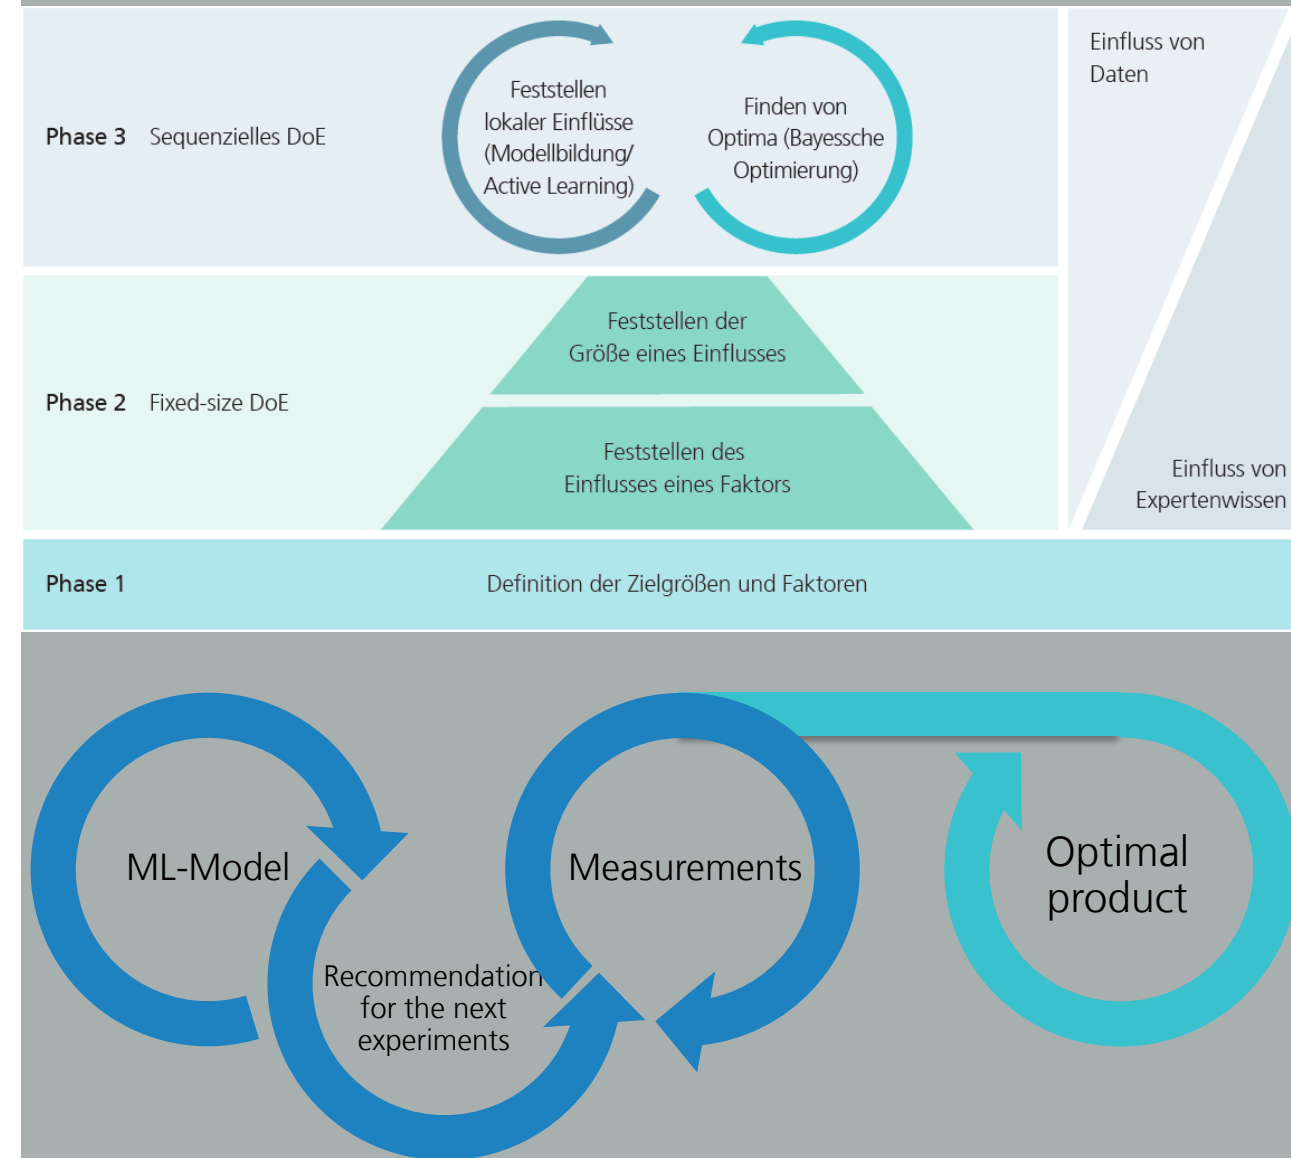 Feststellen
lokaler Einflüsse
(Modellbildung/
Active Learning)
Finden von
Optima (Bayessche
Optimierung)
Einfluss von
Daten
Phase 3 Sequenzielles DoE
Feststellen der
Größe eines Einflusses
Phase 2 Fixed-size DoE
Feststellen des
Einflusses eines Faktors
Einfluss von
Expertenwissen
Phase 1 Definition der Zielgrößen und Faktoren
ML-Model
Recommendation
for the next
experiments
Measurements
Optimal
product